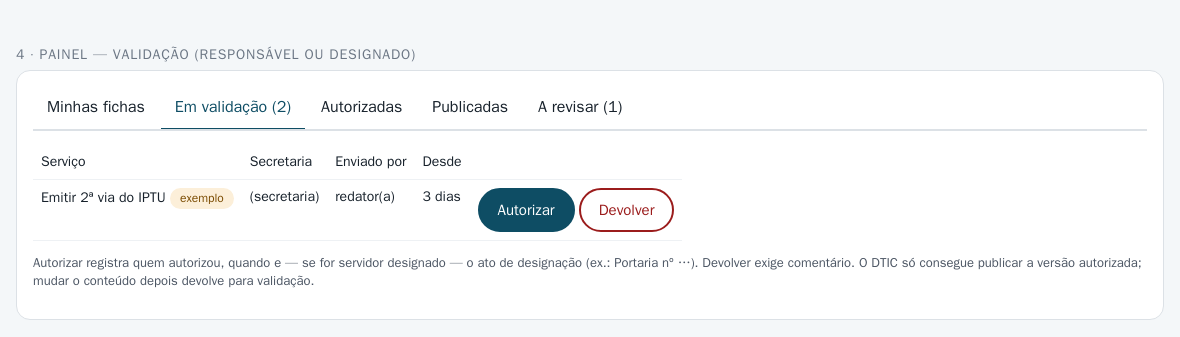 4 · PAINEL — VALIDAÇÃO (RESPONSÁVEL OU DESIGNADO)
Minhas fichas Em validação (2) Autorizadas Publicadas A revisar (1)
Serviço Secretaria Enviado por Desde
Emitir 2ª via do IPTU exemplo (secretaria) redator(a) 3 dias Autorizar Devolver
Autorizar registra quem autorizou, quando e — se for servidor designado — o ato de designação (ex.: Portaria nº ···). Devolver exige comentário. O DTIC só consegue publicar a versão autorizada;
mudar o conteúdo depois devolve para validação.